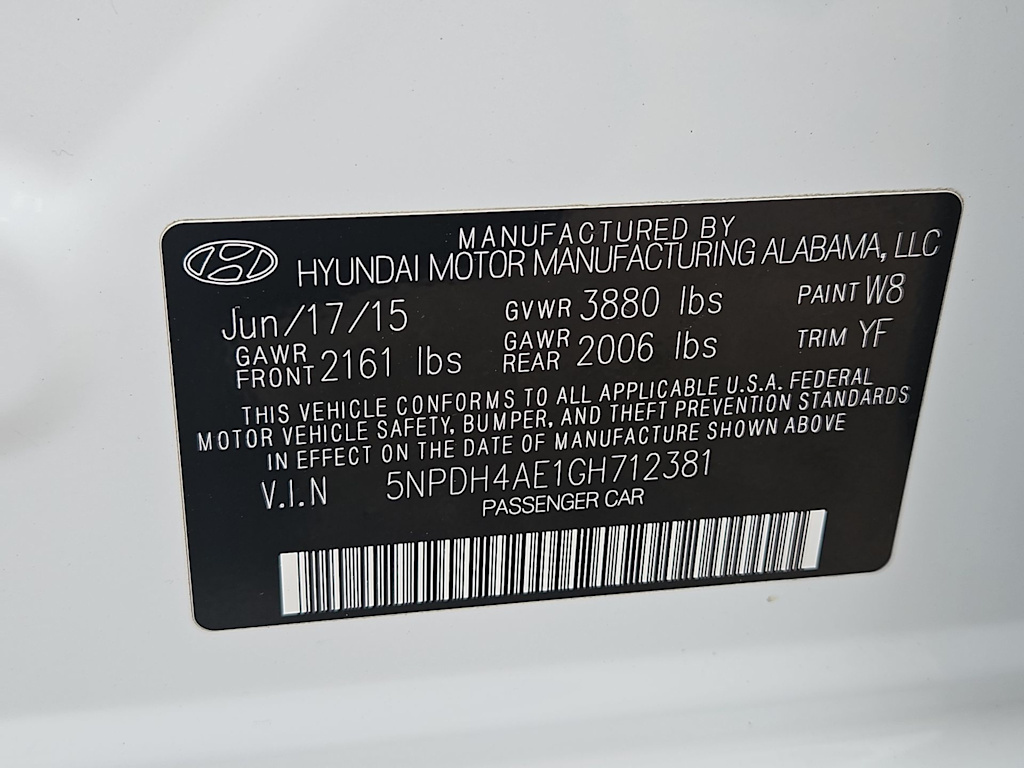 MANUFACTURED BY
HYUNDAI MOTOR MANUFACTURING ALABAMA, LLC
Jun/17/15 GVWR 3880 lbs PAINT W8
GAWR FRONT 2161 lbs GAWR REAR 2006 lbs TRIM YF
THIS VEHICLE CONFORMS TO ALL APPLICABLE U.S.A. FEDERAL
MOTOR VEHICLE SAFETY, BUMPER, AND THEFT PREVENTION STANDARDS
IN EFFECT ON THE DATE OF MANUFACTURE SHOWN ABOVE
V.I.N 5NPDH4AE1GH712381
PASSENGER CAR